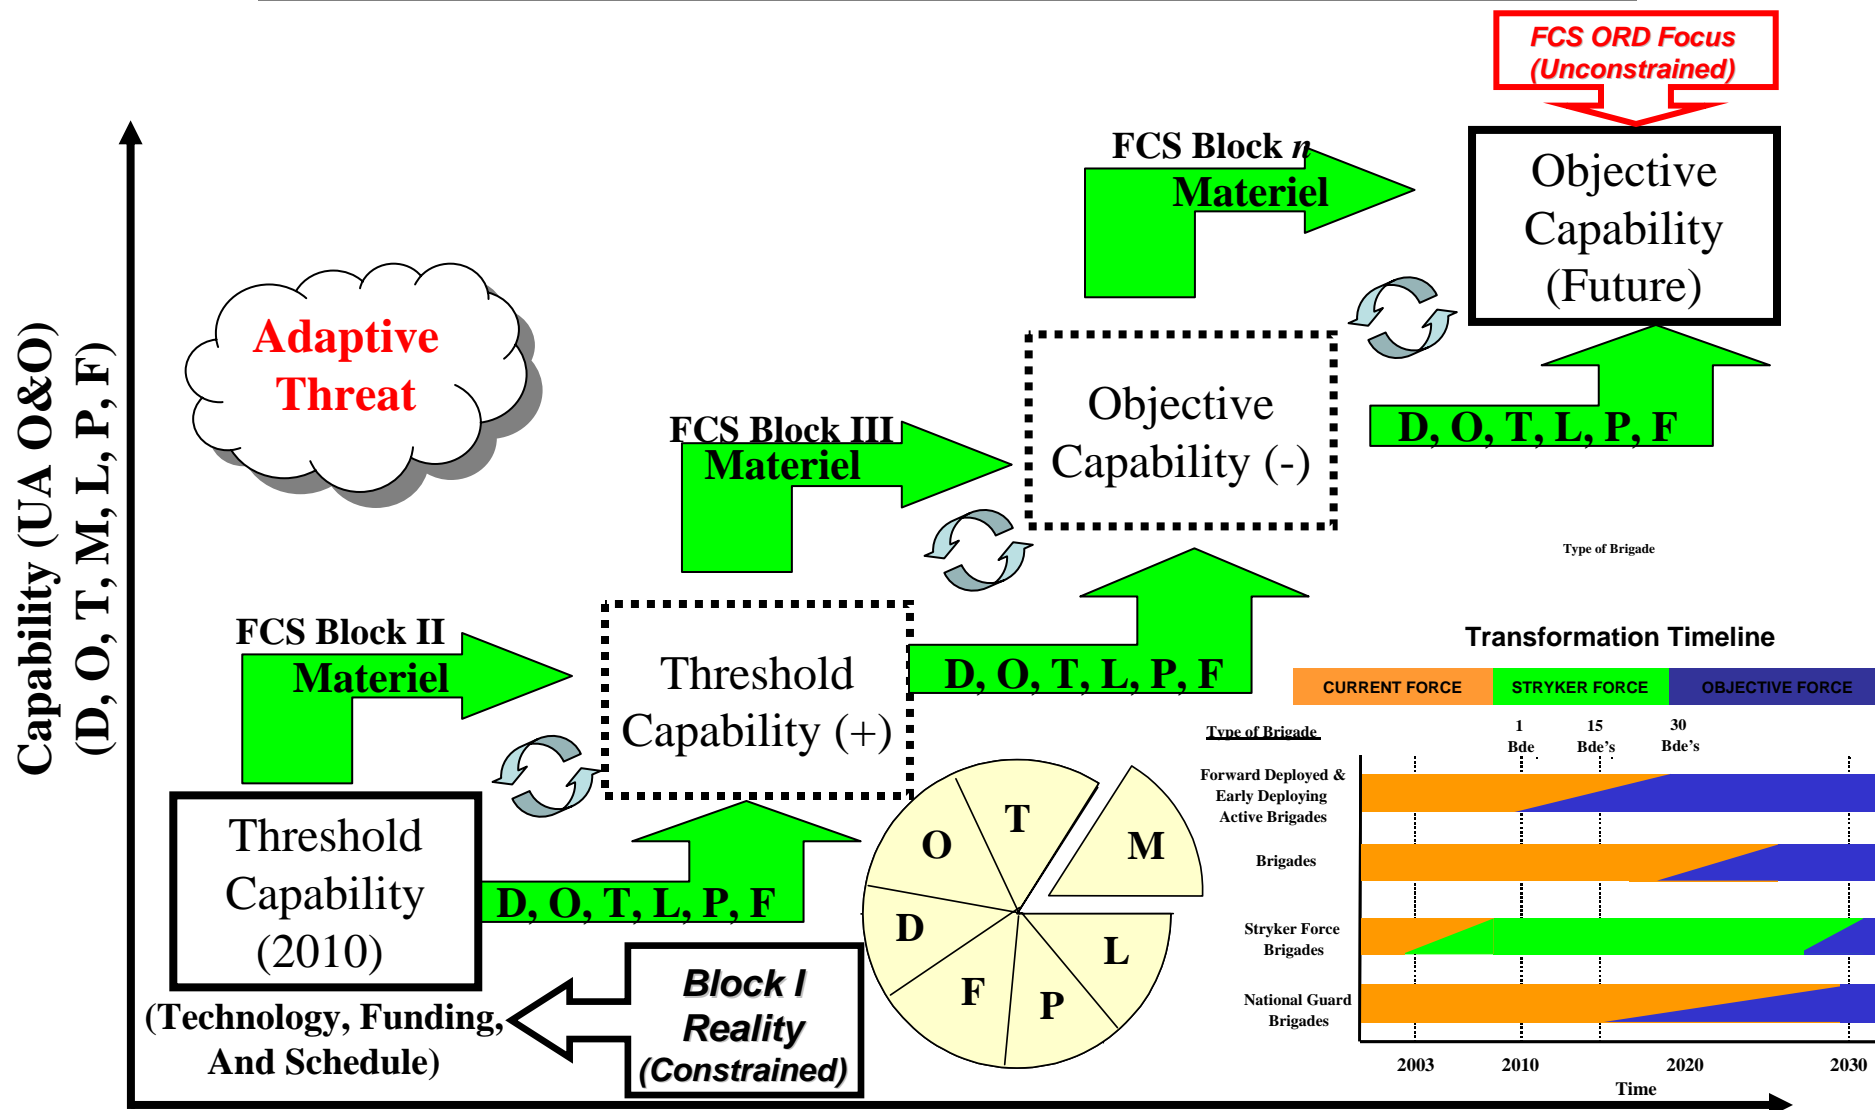 FCS ORD Focus
(Unconstrained)
FCS Block n
Materiel
Objective
Capability
(Future)
Capability (UA O&O)
(D, O, T, M, L, P, F)
Adaptive
Threat
Objective
Capability (-)
D, O, T, L, P, F
FCS Block III
Materiel
Type of Brigade
FCS Block II
Materiel
Threshold
Capability (+)
D, O, T, L, P, F
Transformation Timeline
CURRENT FORCE STRYKER FORCE OBJECTIVE FORCE
Type of Brigade
1 15 30
Bde Bde's Bde's
Forward Deployed &
Early Deploying
Active Brigades
Brigades
Stryker Force
Brigades
National Guard
Brigades
2003 2010 2020 2030
Time
Threshold
Capability
(2010)
D, O, T, L, P, F
T
M
O
D
L
F
P
(Technology, Funding,
And Schedule)
Block I
Reality
(Constrained)